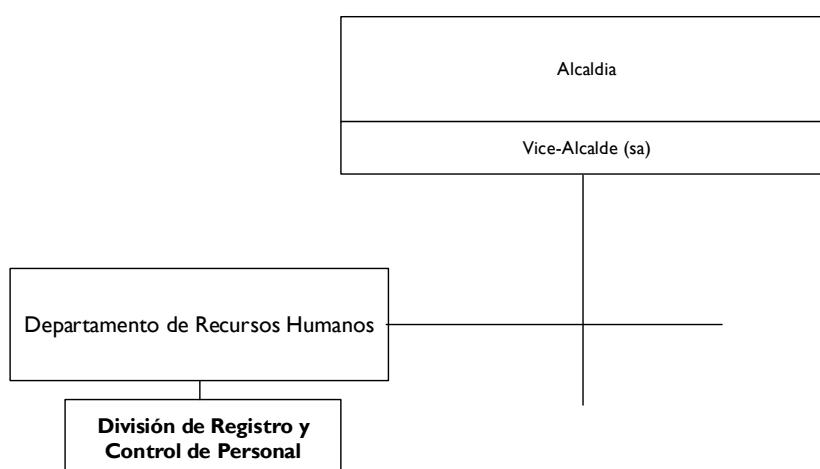 Alcaldia
Vice-Alcalde (sa)
Departamento de Recursos Humanos
División de Registro y
Control de Personal